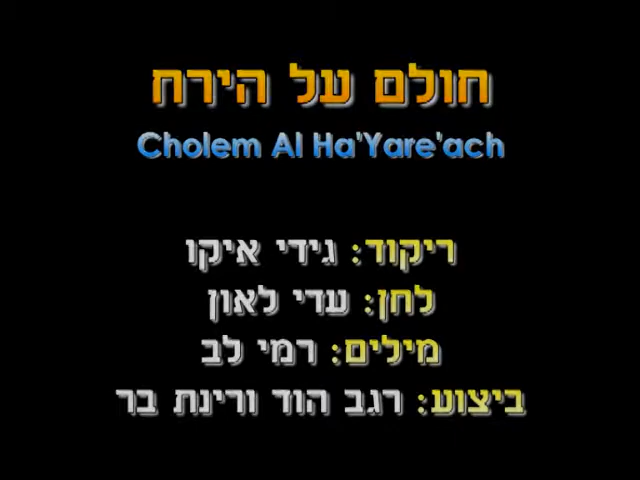 חולם על הירח
Cholem Al Ha'Yare'ach
ריקוד: גידי איקו
לחן: עדי לאון
מילים: רמי לב
ביצוע: רגב הוד ורינת בר